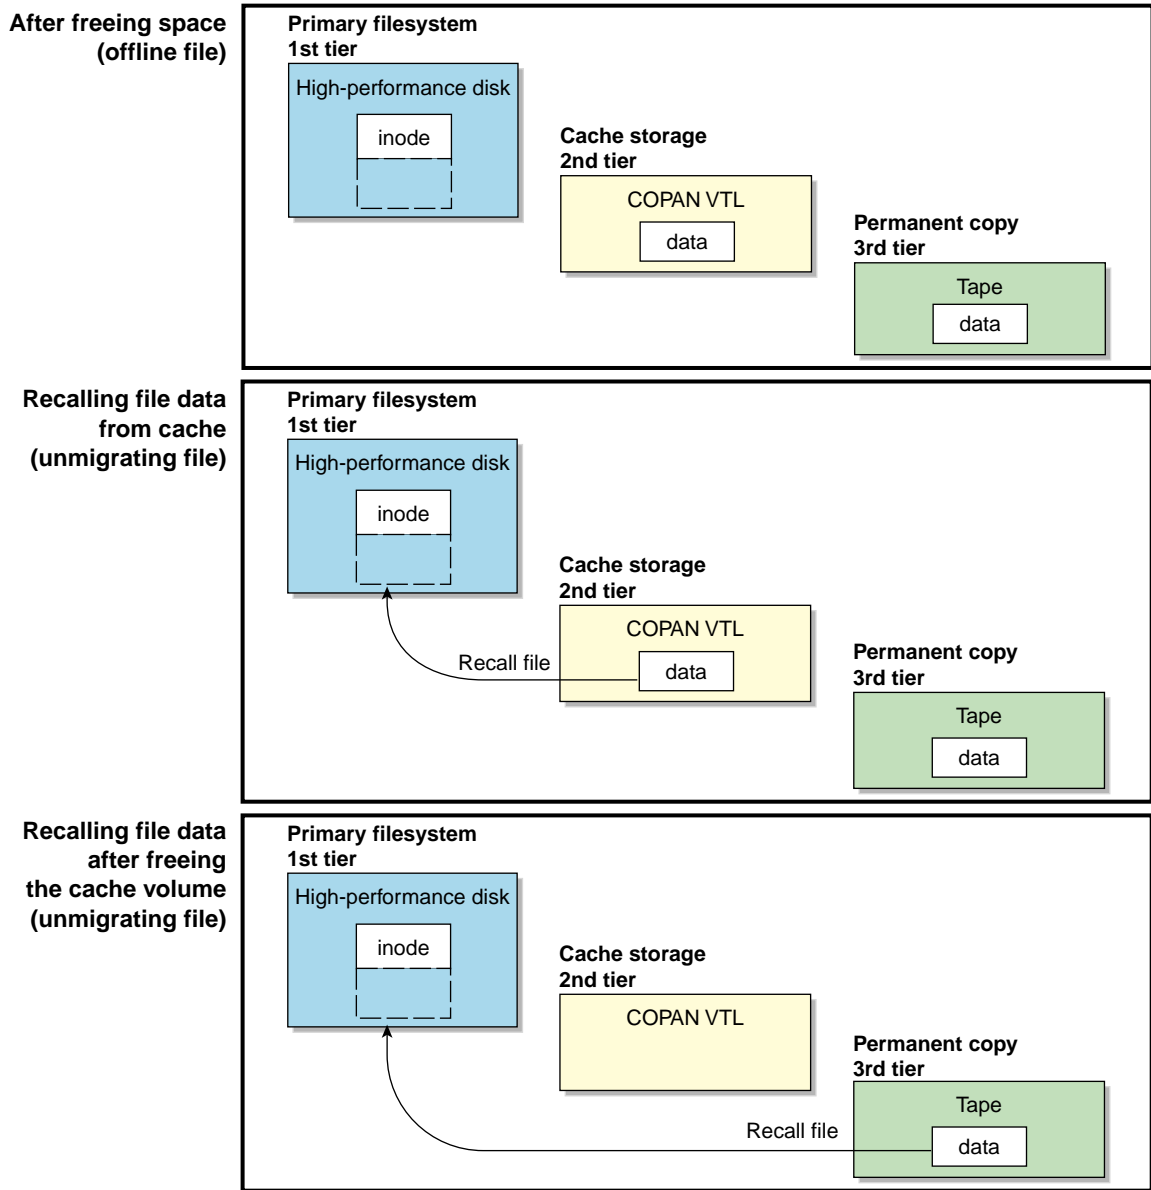 After freeing space
(offline file)
Primary filesystem
1st tier
High-performance disk
inode
Cache storage
2nd tier
COPAN VTL
data
Permanent copy
3rd tier
Tape
data
Recalling file data
from cache
(unmigrating file)
Primary filesystem
1st tier
High-performance disk
inode
Cache storage
2nd tier
COPAN VTL
Recall file
data
Permanent copy
3rd tier
Tape
data
Recalling file data
after freeing
the cache volume
(unmigrating file)
Primary filesystem
1st tier
High-performance disk
inode
Cache storage
2nd tier
COPAN VTL
Permanent copy
3rd tier
Tape
Recall file
data